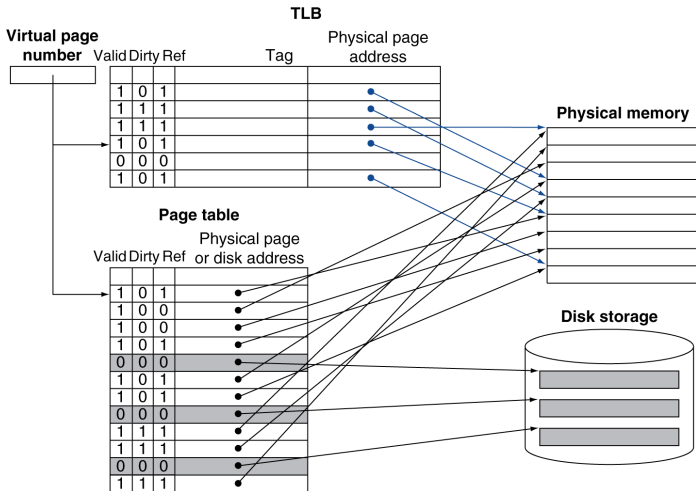 TLB
Virtual page
number
Valid Dirty Ref
Tag
Physical page
address
1 0 1
1 1 1
1 1 1
1 0 1
0 0 0
1 0 1
Physical memory
Page table
Physical page
or disk address
Valid Dirty Ref
1 0 1
1 0 0
1 0 0
1 0 1
0 0 0
1 0 1
1 0 1
0 0 0
1 1 1
1 1 1
0 0 0
1 1 1
Disk storage